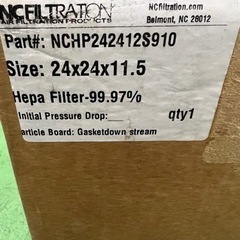 NCFILTRATION
AIR FILTRATION PRODUCTS
NCfiltration.com
Belmont, NC 28012
Part#: NCHP242412S910
Size: 24x24x11.5
Hepa Filter-99.97%
Initial Pressure Drop: qty1
Particle Board: Gasketdown stream